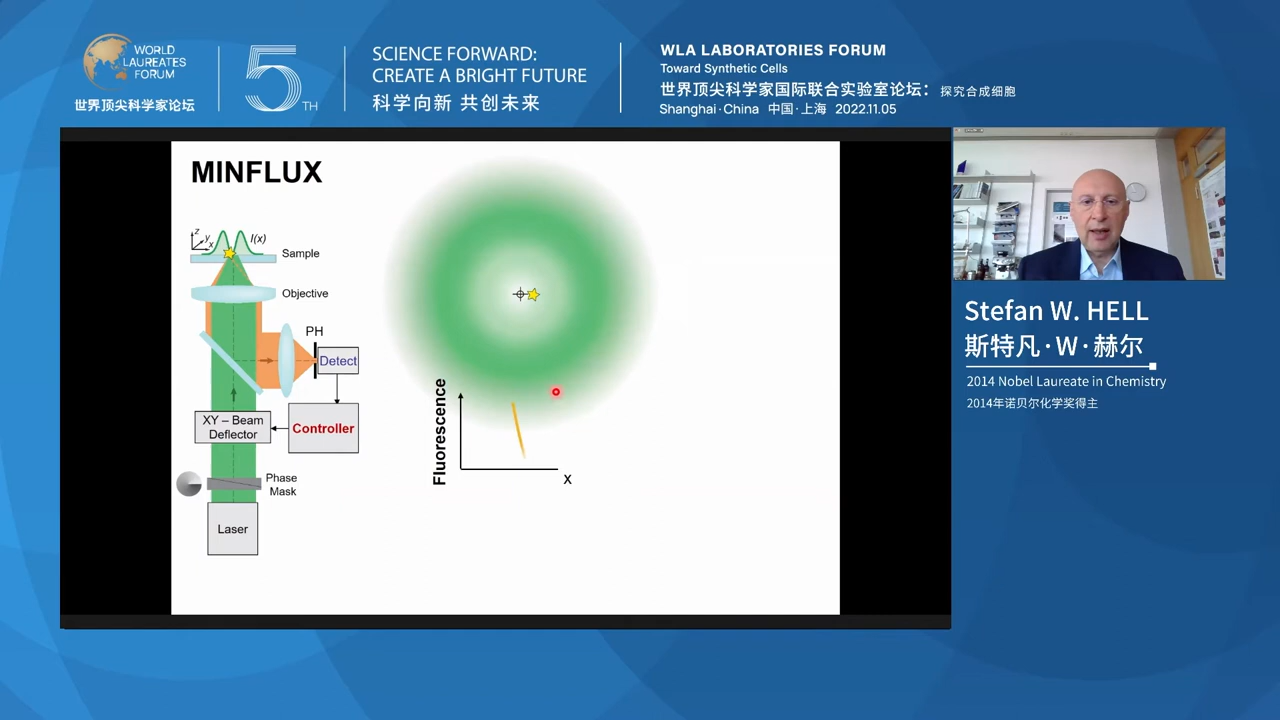 WORLD
LAUREATES
FORUM
世界顶尖科学家论坛
5TH
SCIENCE FORWARD:
CREATE A BRIGHT FUTURE
科学向新 共创未来
WLA LABORATORIES FORUM
Toward Synthetic Cells
世界顶尖科学家国际联合实验室论坛：探究合成细胞
Shanghai·China 中国·上海 2022.11.05
MINFLUX
z
y
x
I(x)
Sample
Objective
PH
Detect
XY – Beam
Deflector
Controller
Phase
Mask
Laser
Fluorescence
x
Stefan W. HELL
斯特凡·W·赫尔
2014 Nobel Laureate in Chemistry
2014年诺贝尔化学奖得主